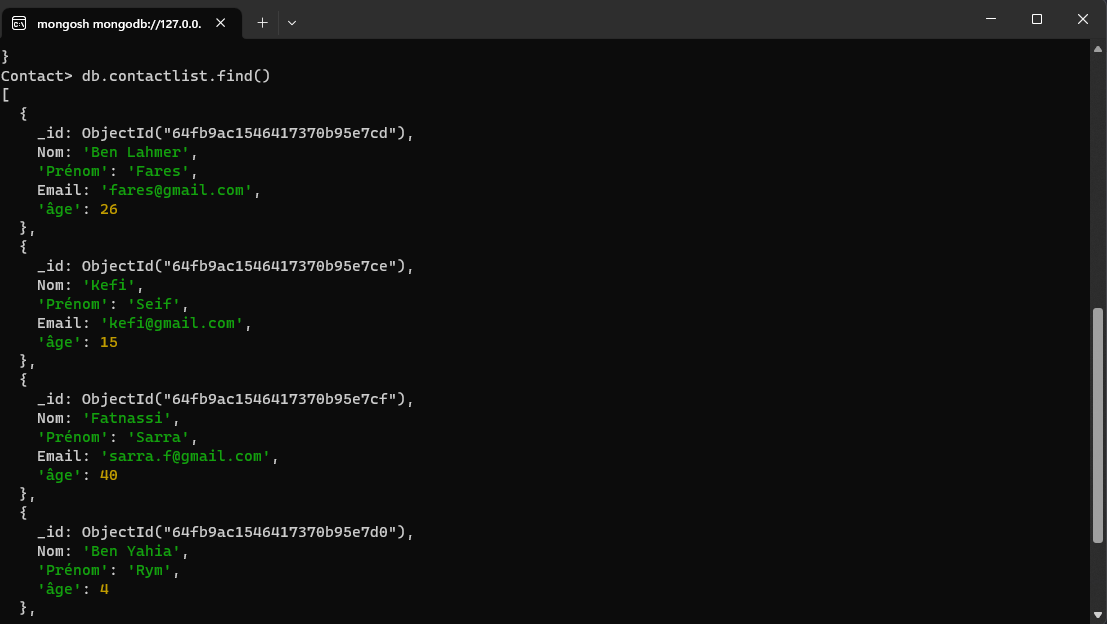 mongosh mongodb://127.0.0.
}
Contact> db.contactlist.find()
[
  {
    _id: ObjectId("64fb9ac1546417370b95e7cd"),
    Nom: 'Ben Lahmer',
    'Prénom': 'Fares',
    Email: 'fares@gmail.com',
    'âge': 26
  },
  {
    _id: ObjectId("64fb9ac1546417370b95e7ce"),
    Nom: 'Kefi',
    'Prénom': 'Seif',
    Email: 'kefi@gmail.com',
    'âge': 15
  },
  {
    _id: ObjectId("64fb9ac1546417370b95e7cf"),
    Nom: 'Fatnassi',
    'Prénom': 'Sarra',
    Email: 'sarra.f@gmail.com',
    'âge': 40
  },
  {
    _id: ObjectId("64fb9ac1546417370b95e7d0"),
    Nom: 'Ben Yahia',
    'Prénom': 'Rym',
    'âge': 4
  },